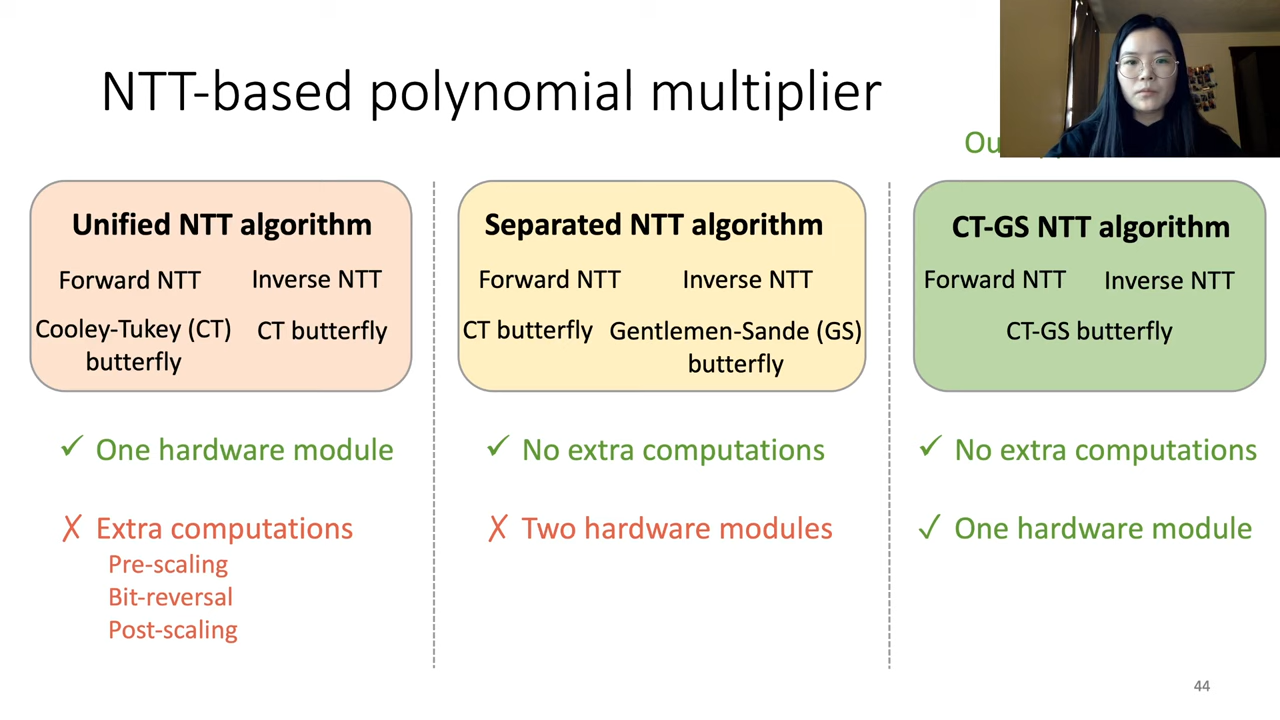 NTT-based polynomial multiplier
Unified NTT algorithm
Forward NTT Inverse NTT
Cooley-Tukey (CT) CT butterfly
butterfly
✓ One hardware module
✗ Extra computations
Pre-scaling
Bit-reversal
Post-scaling
Separated NTT algorithm
Forward NTT Inverse NTT
CT butterfly Gentlemen-Sande (GS)
butterfly
✓ No extra computations
✗ Two hardware modules
CT-GS NTT algorithm
Forward NTT Inverse NTT
CT-GS butterfly
✓ No extra computations
✓ One hardware module
44